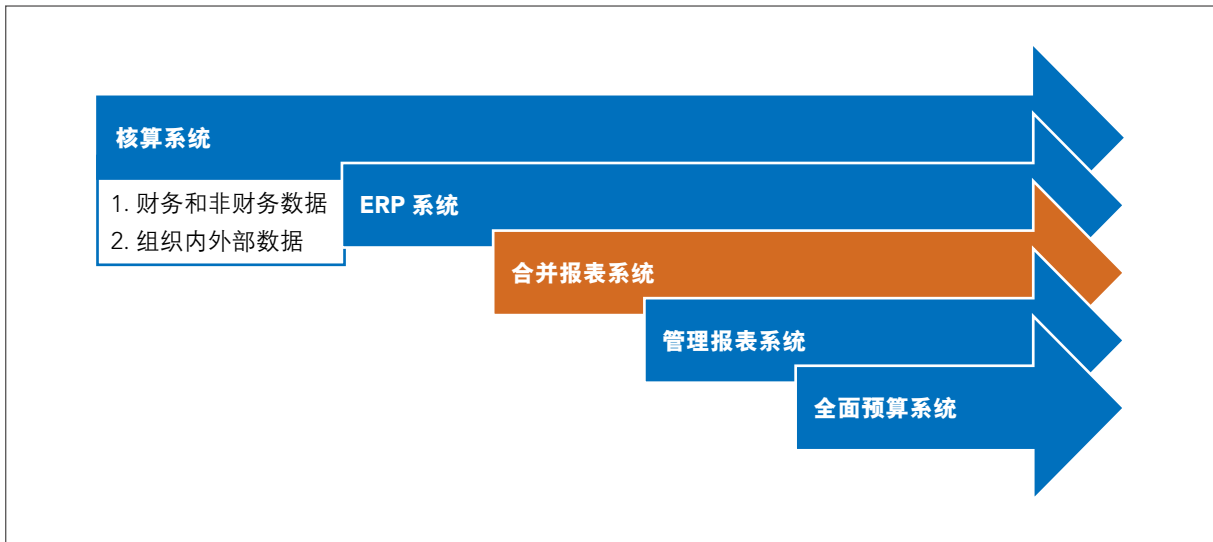 核算系统
1. 财务和非财务数据
2. 组织内外部数据
ERP 系统
合并报表系统
管理报表系统
全面预算系统